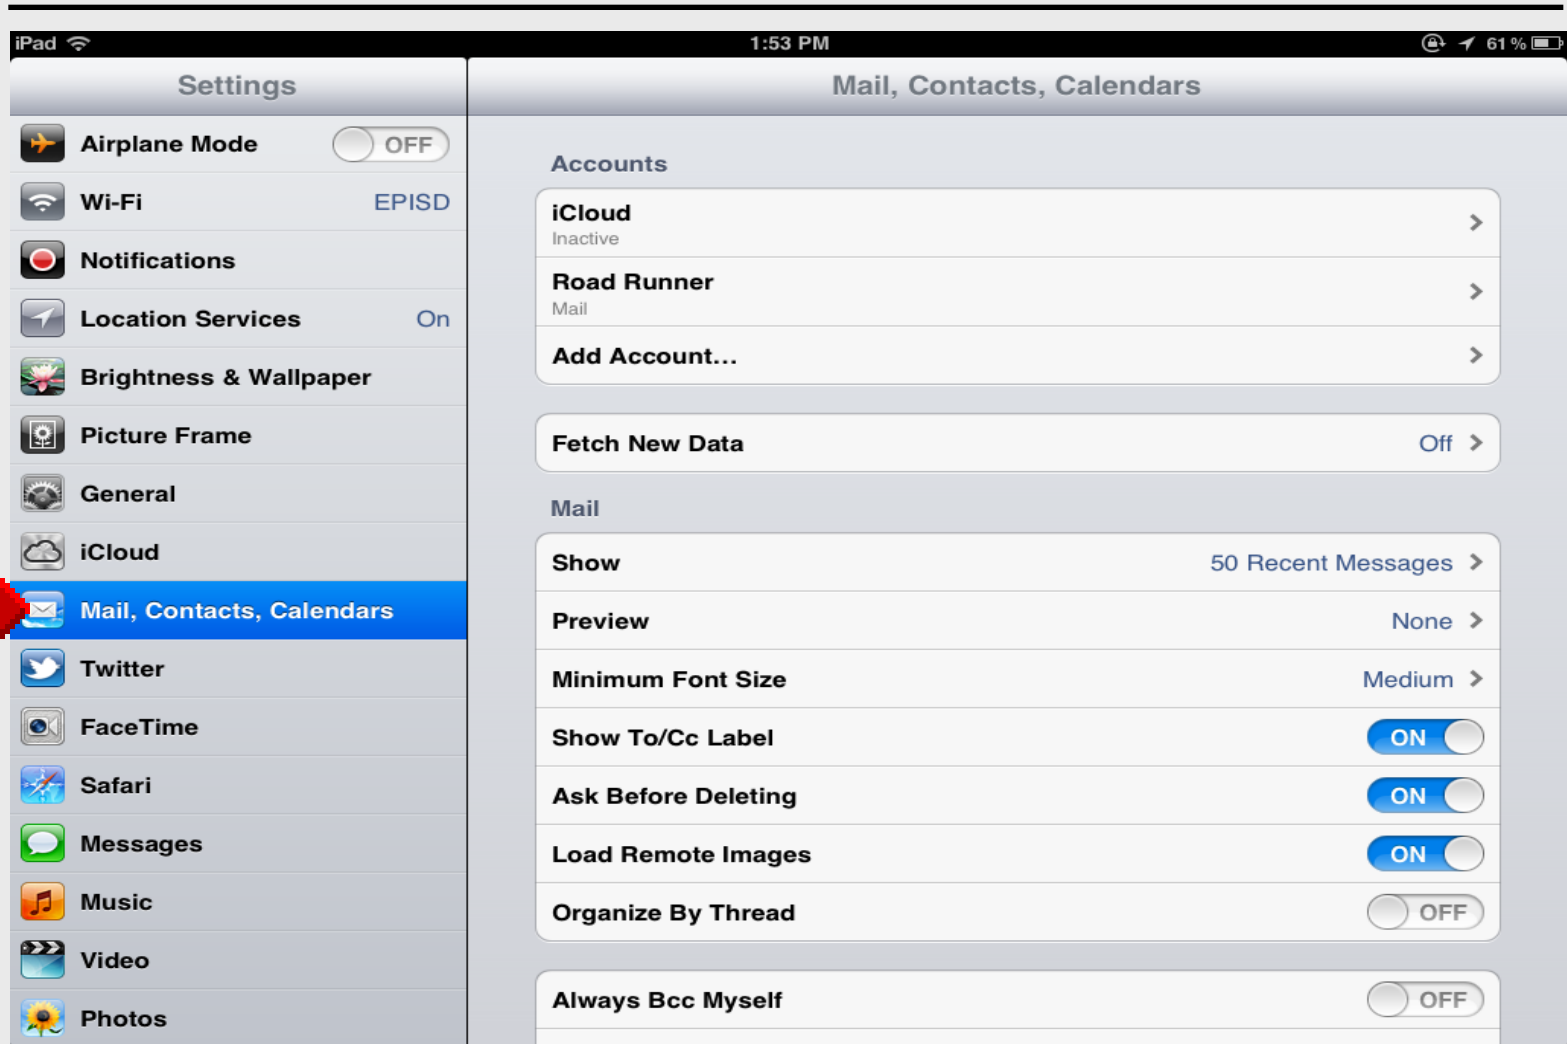 iPad 1:53 PM 61%
Settings
Airplane Mode OFF
Wi-Fi EPISD
Notifications
Location Services On
Brightness & Wallpaper
Picture Frame
General
iCloud
Mail, Contacts, Calendars
Twitter
FaceTime
Safari
Messages
Music
Video
Photos
Mail, Contacts, Calendars
Accounts
iCloud
Inactive
Road Runner
Mail
Add Account...
Fetch New Data Off
Mail
Show 50 Recent Messages
Preview None
Minimum Font Size Medium
Show To/Cc Label ON
Ask Before Deleting ON
Load Remote Images ON
Organize By Thread OFF
Always Bcc Myself OFF